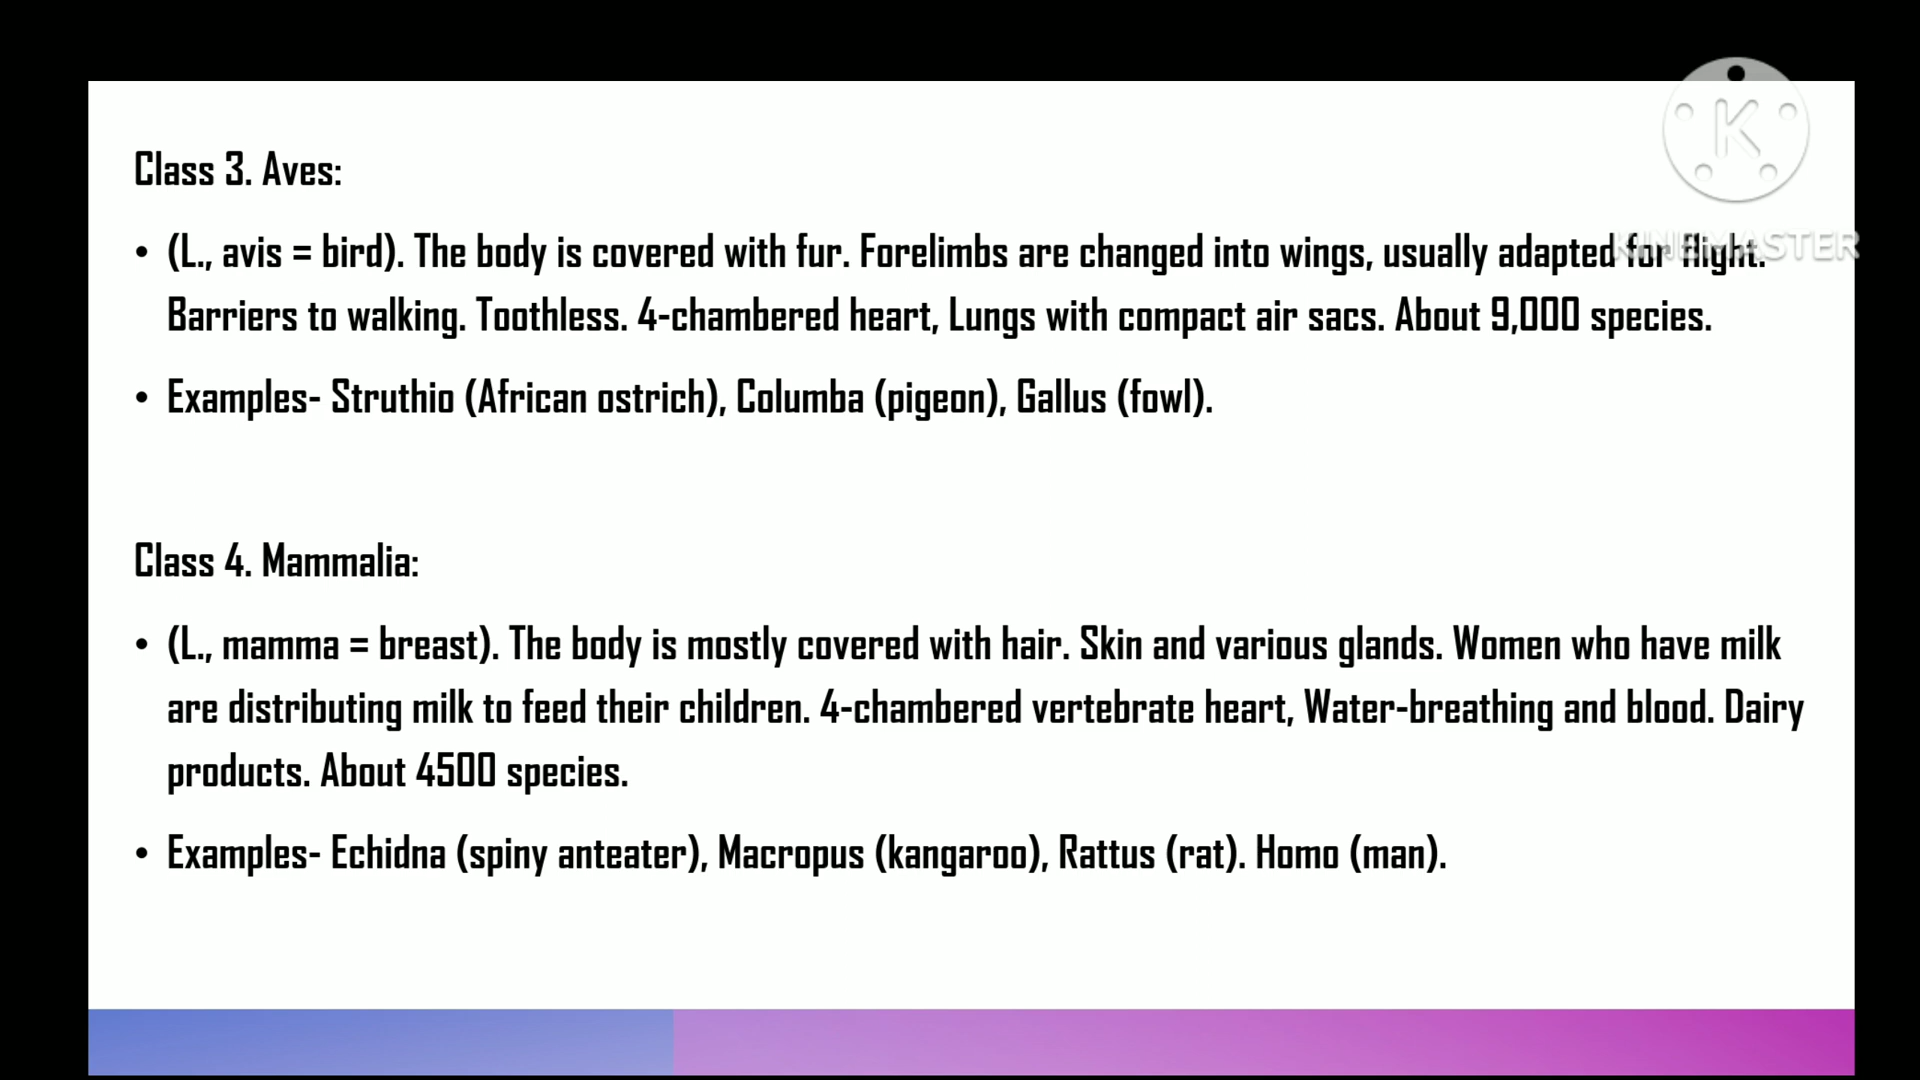 Class 3. Aves:
• (L., avis = bird). The body is covered with fur. Forelimbs are changed into wings, usually adapted for flight.
Barriers to walking. Toothless. 4-chambered heart, Lungs with compact air sacs. About 9,000 species.
• Examples- Struthio (African ostrich), Columba (pigeon), Gallus (fowl).
Class 4. Mammalia:
• (L., mamma = breast). The body is mostly covered with hair. Skin and various glands. Women who have milk
are distributing milk to feed their children. 4-chambered vertebrate heart, Water-breathing and blood. Dairy
products. About 4500 species.
• Examples- Echidna (spiny anteater), Macropus (kangaroo), Rattus (rat). Homo (man).
K
KINEMASTER